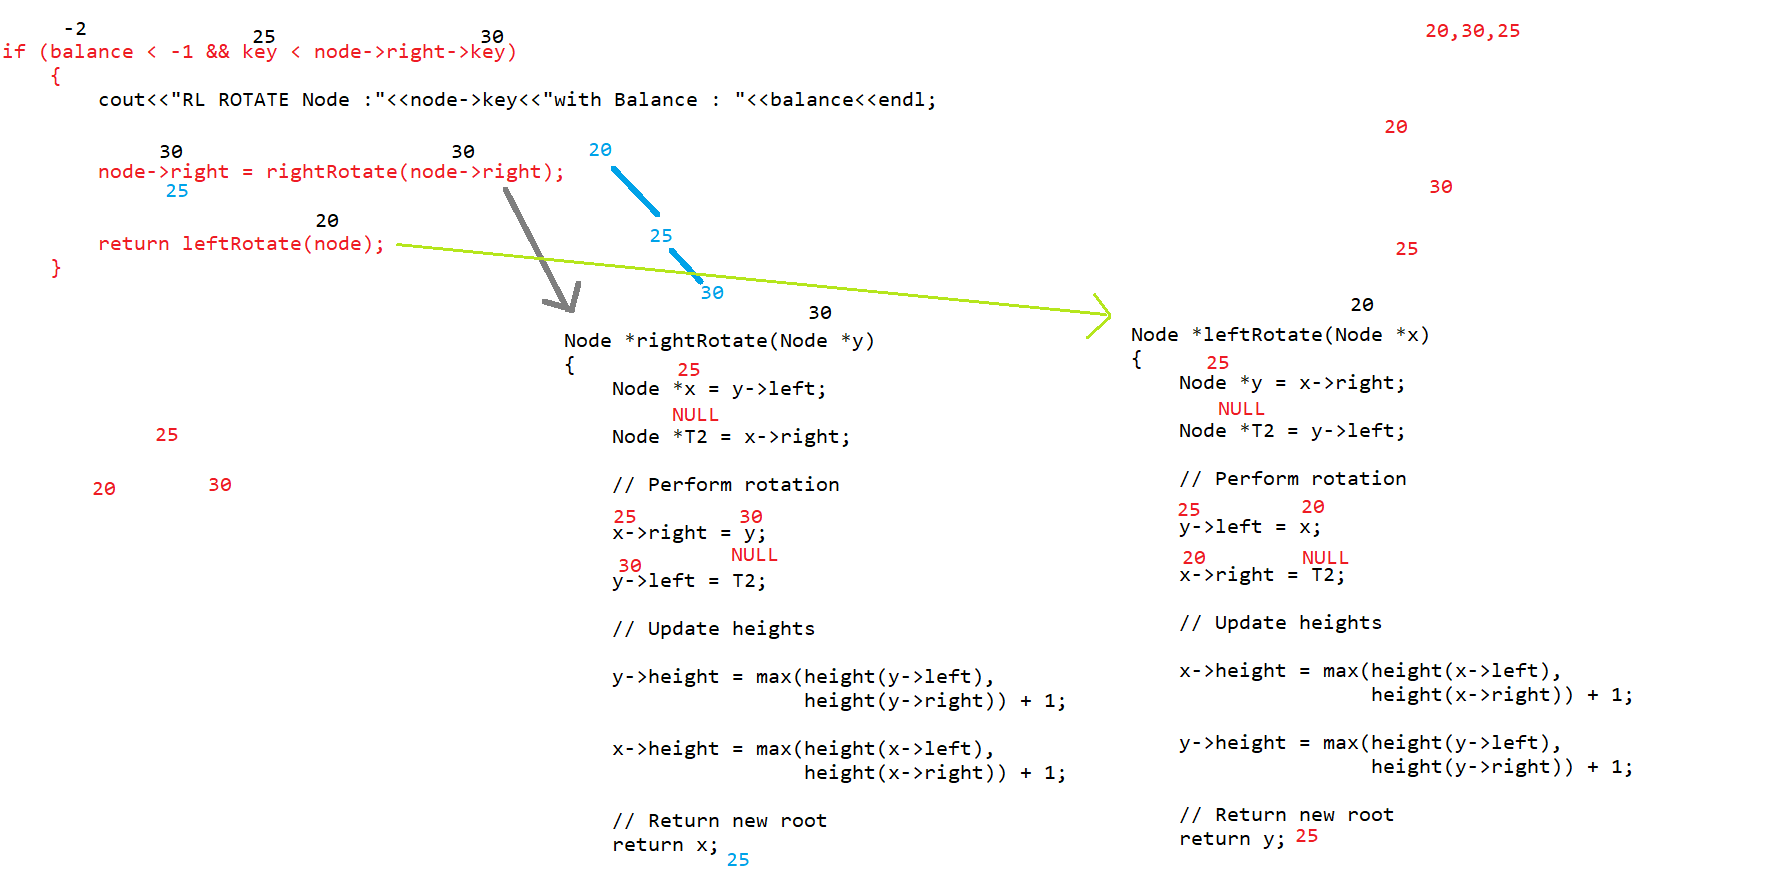 -2 25 30
if (balance < -1 && key < node->right->key)
{
cout<<"RL ROTATE Node :"<<node->key<<"with Balance : "<<balance<<endl;
30 30
node->right = rightRotate(node->right);
25
20
return leftRotate(node);
}
20
25
30
20,30,25
20
30
25
25
20 30
30
Node *rightRotate(Node *y)
{
25
Node *x = y->left;
NULL
Node *T2 = x->right;
// Perform rotation
25 30
x->right = y;
30 NULL
y->left = T2;
// Update heights
y->height = max(height(y->left),
height(y->right)) + 1;
x->height = max(height(x->left),
height(x->right)) + 1;
// Return new root
return x;
25
20
Node *leftRotate(Node *x)
{
25
Node *y = x->right;
NULL
Node *T2 = y->left;
// Perform rotation
25 20
y->left = x;
20 NULL
x->right = T2;
// Update heights
x->height = max(height(x->left),
height(x->right)) + 1;
y->height = max(height(y->left),
height(y->right)) + 1;
// Return new root
return y; 25